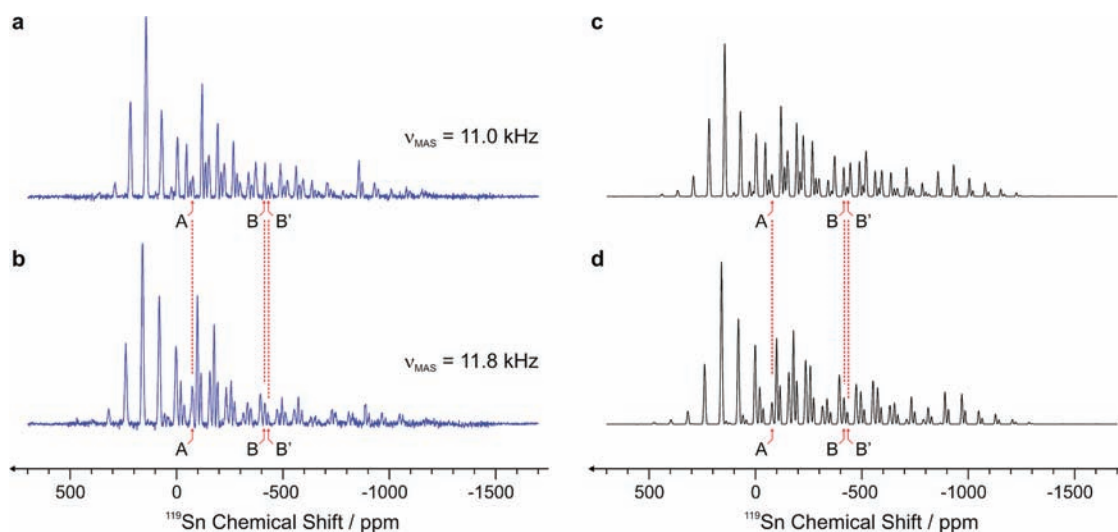 a
ν_MAS = 11.0 kHz
A B B'
b
ν_MAS = 11.8 kHz
A B B'
500 0 -500 -1000 -1500
¹¹⁹Sn Chemical Shift / ppm
c
A B B'
d
A B B'
500 0 -500 -1000 -1500
¹¹⁹Sn Chemical Shift / ppm